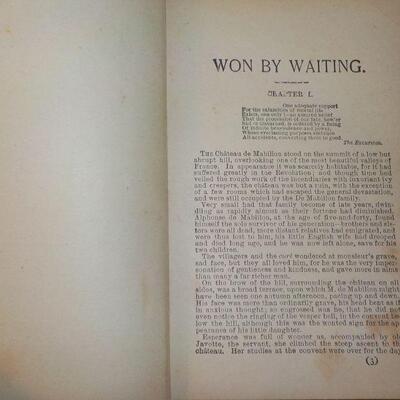 WON BY WAITING.
CHAPTER I.
One adequate support
For the calamities of mortal life
Exists, one only;—an assured belief
That the procession of our fate, howe'er
Sad or disturbed, is ordered by a Being
Of infinite benevolence and power,
Whose everlasting purposes embrace
All accidents, converting them to good.
The Excursion.
THE Château de Mabillon stood on the summit of a low but
abrupt hill, overlooking one of the most beautiful valleys of
France. In appearance it was scarcely habitable, for it had
suffered greatly in the Revolution; and though time had
veiled the rough work of the incendiaries with luxuriant ivy
and creepers, the château was but a ruin, with the exception
of a few rooms which had escaped the general devastation,
and were still occupied by the De Mabillon family.
Very small had that family become of late years, dwind-
ling as rapidly almost as their fortune had diminished.
Alphonse de Mabillon, at the age of five-and-forty, found
himself the sole survivor of his generation—brothers and sis-
ters were all dead, more distant relatives had emigrated, and
were thus lost to him, his little English wife had drooped
and died long ago, and he was now left alone, save for his
two children.
The villagers and the curé wondered at monsieur's grave,
sad face, but they all loved him, for he was the very imper-
sonation of gentleness and kindness, and gave more in alms
than many a far richer man.
On the brow of the hill, surrounding the château on all
sides, was a broad terrace, upon which M. de Mabillon might
have been seen one autumn afternoon, pacing up and down.
His face was more than ordinarily grave, his head bent as if
in anxious thought; so engrossed was he, that he did not
even notice the ringing of the vesper bell, in the convent be-
low the hill, although this was the wonted sign for the ap-
pearance of his little daughter.
Esperance was full of wonder as, accompanied by old
Javotte, the servant, she climbed the steep ascent to the
château. Her studies at the convent were over for the day,
(3)